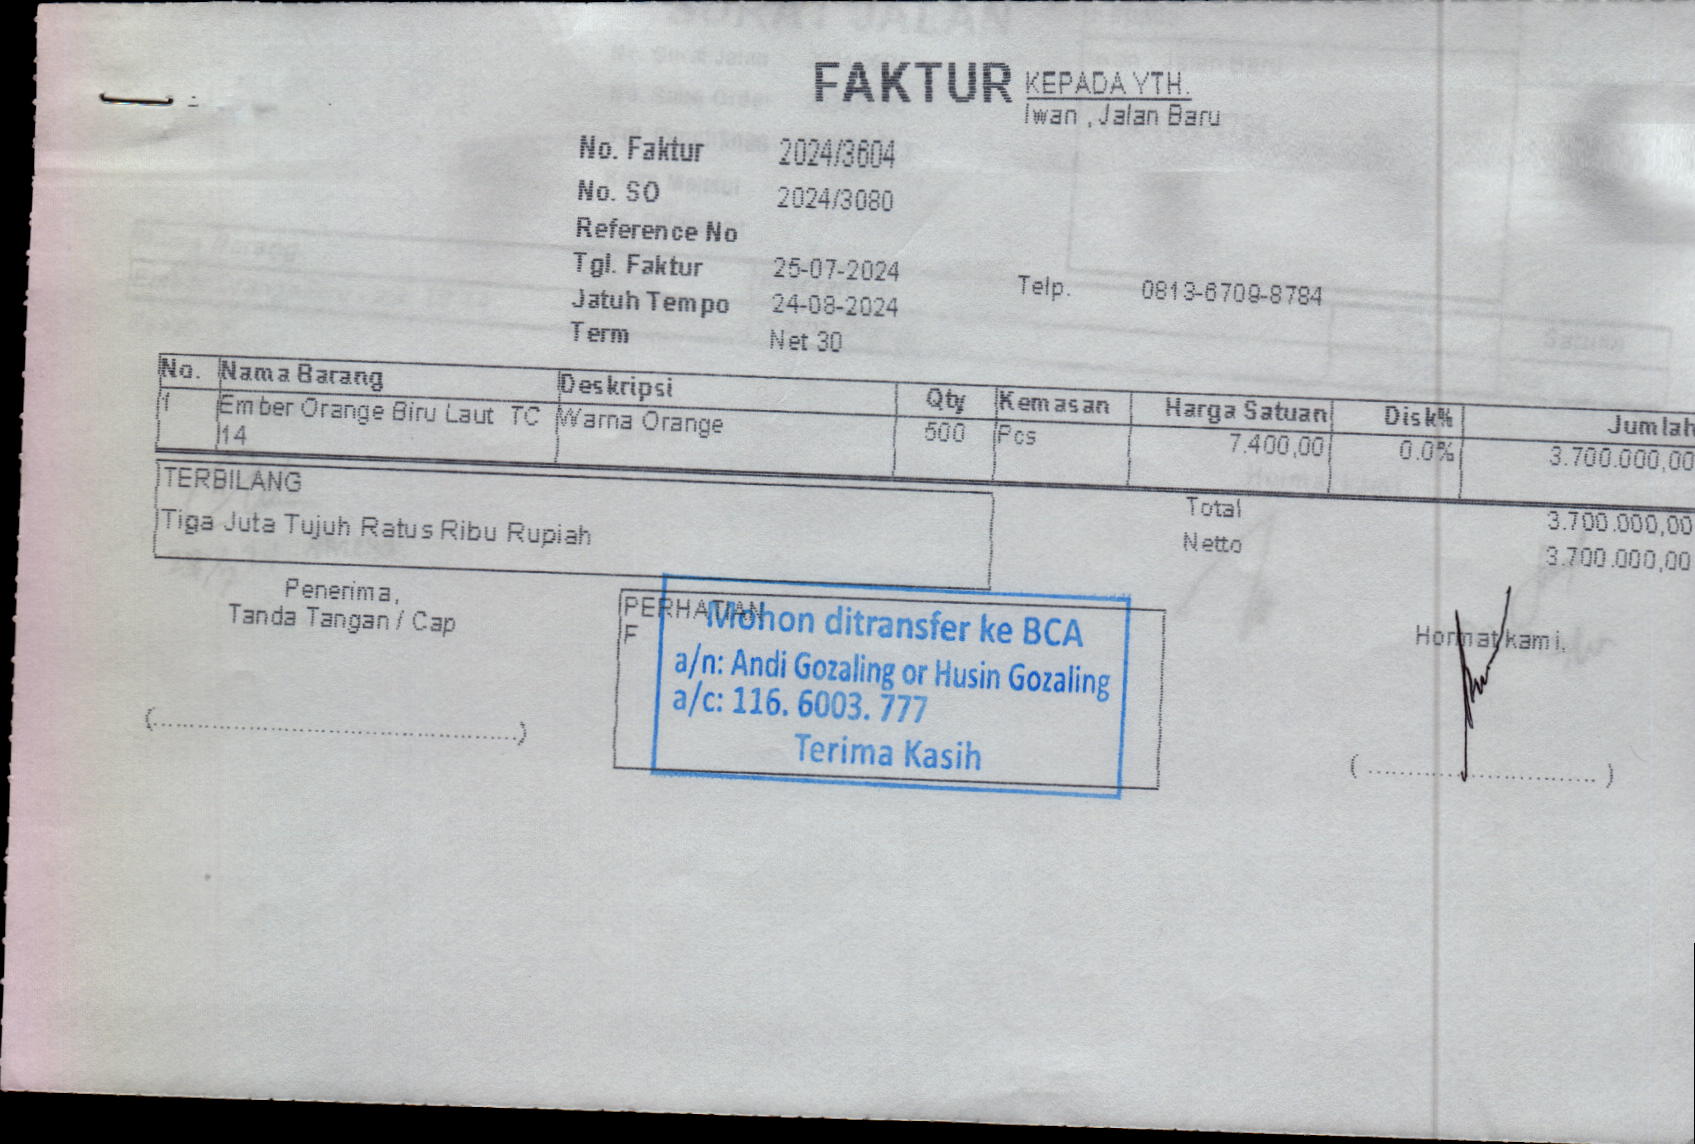 FAKTUR
KEPADA YTH.
Iwan , Jalan Baru
No. Faktur 2024/3604
No. SO 2024/3080
Reference No
Tgl. Faktur 25-07-2024
Jatuh Tempo 24-08-2024
Term Net 30
Telp. 0813-6709-8784
No. Nama Barang Deskripsi Qty Kemasan Harga Satuan Disk% Jumlah
1 Ember Orange Biru Laut TC Warna Orange 500 Pcs 7.400,00 0.0% 3.700.000,00
14
TERBILANG
Tiga Juta Tujuh Ratus Ribu Rupiah
Total 3.700.000,00
Netto 3.700.000,00
Penerima,
Tanda Tangan / Cap
(................................................)
PERHATIAN
F
Mohon ditransfer ke BCA
a/n: Andi Gozaling or Husin Gozaling
a/c: 116. 6003. 777
Terima Kasih
Hormat kami,
( .............................. )